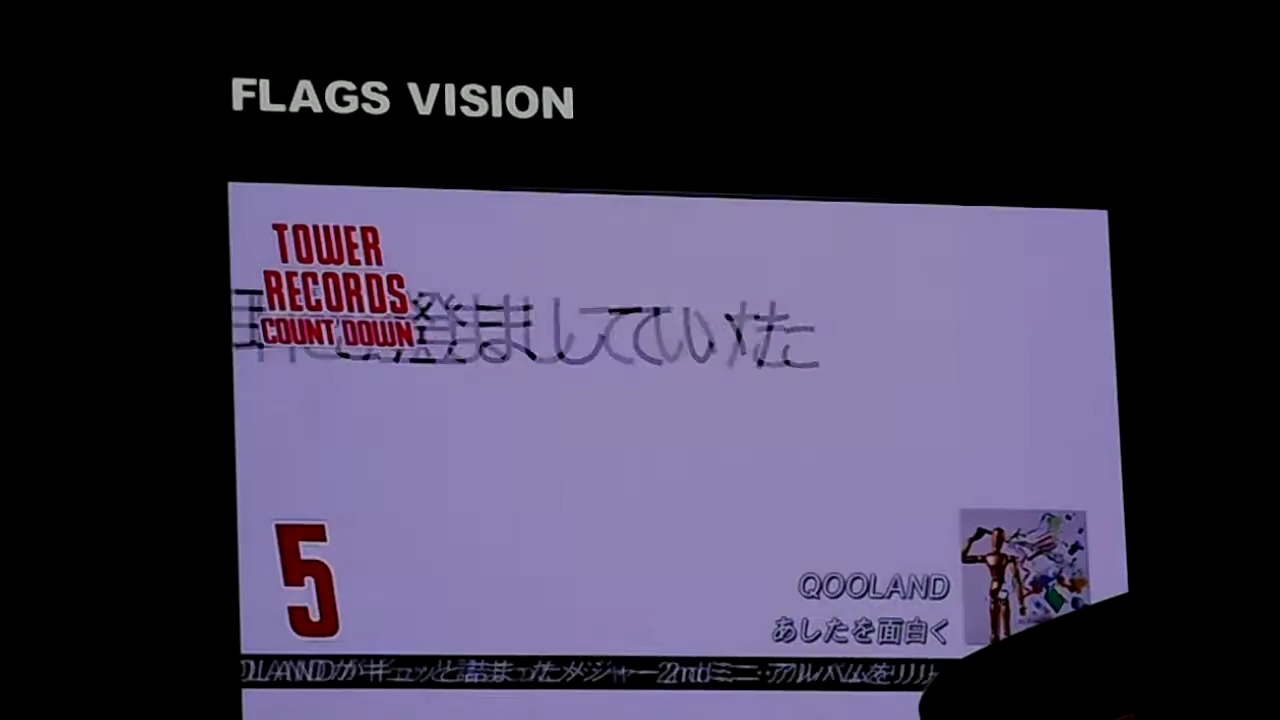 FLAGS VISION
TOWER
RECORDS
COUNT DOWN
澄ましていた
5
QOOLAND
あしたを面白く
がギュッと詰まったメジャー2ndミニ・アルバムをリリ